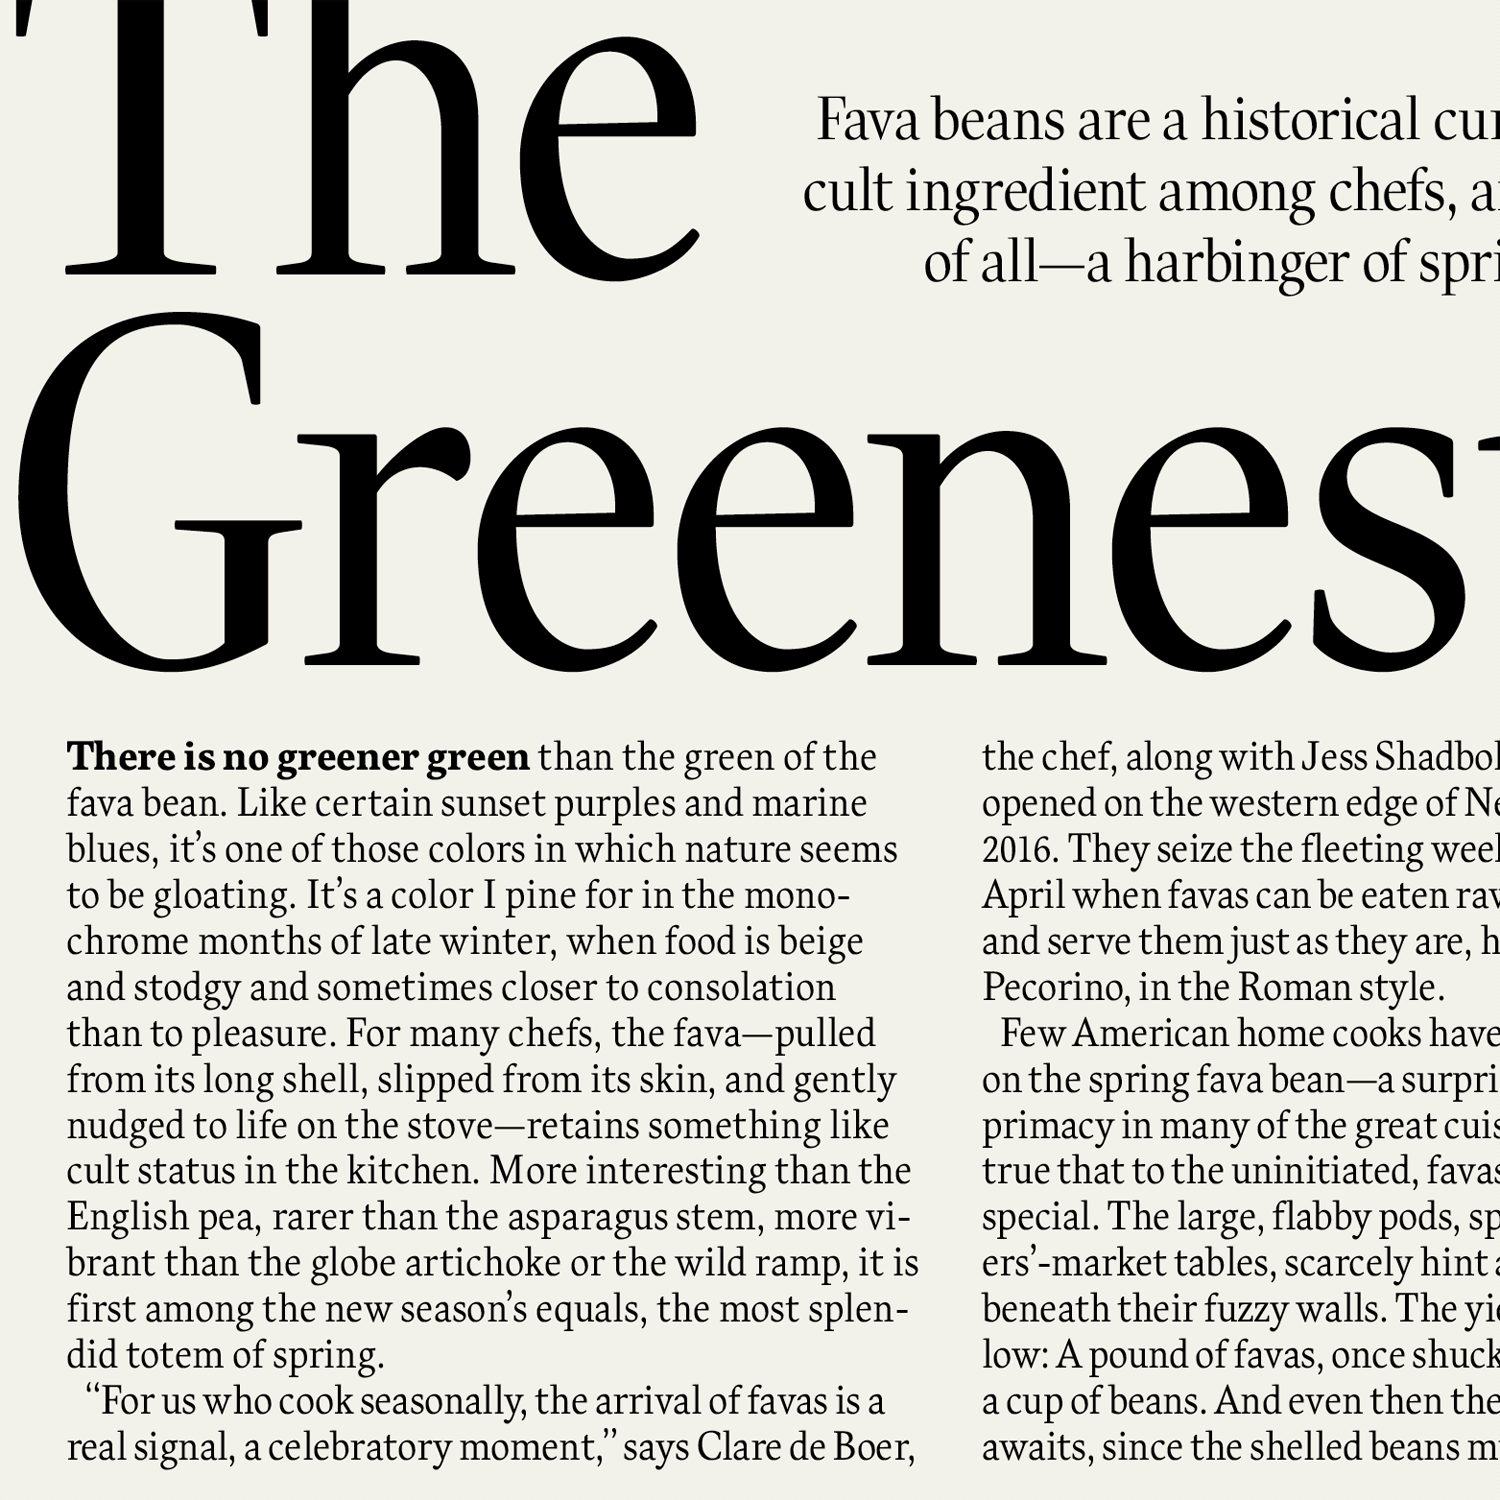 The
Greenest
Fava beans are a historical
cult ingredient among chefs,
of all—a harbinger of
There is no greener green than the green of the
fava bean. Like certain sunset purples and marine
blues, it’s one of those colors in which nature seems
to be gloating. It’s a color I pine for in the mono-
chrome months of late winter, when food is beige
and stodgy and sometimes closer to consolation
than to pleasure. For many chefs, the fava—pulled
from its long shell, slipped from its skin, and gently
nudged to life on the stove—retains something like
cult status in the kitchen. More interesting than the
English pea, rarer than the asparagus stem, more vi-
brant than the globe artichoke or the wild ramp, it is
first among the new season’s equals, the most splen-
did totem of spring.
“For us who cook seasonally, the arrival of favas is a
real signal, a celebratory moment,” says Clare de Boer,
the chef, along with Jess
opened on the western edge of
2016. They seize the fleeting
April when favas can be eaten
and serve them just as they are,
Pecorino, in the Roman style.
Few American home cooks have
on the spring fava bean—a
primacy in many of the great
true that to the uninitiated, favas
special. The large, flabby pods,
ers’-market tables, scarcely hint
beneath their fuzzy walls. The
low: A pound of favas, once
a cup of beans. And even then the
awaits, since the shelled beans